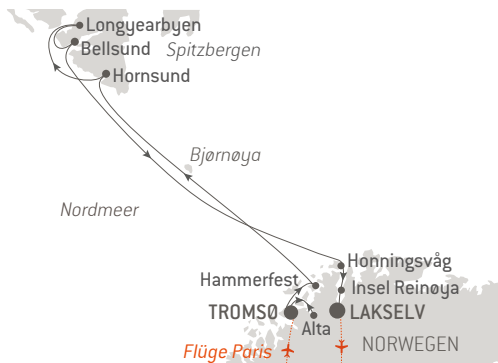 Longyearbyen
Bellsund
Spitzbergen
Hornsund
Bjørnøya
Nordmeer
Honningsvåg
Hammerfest
Insel Reinøya
TROMSØ
LAKSELV
Alta
Flüge Paris
NORWEGEN